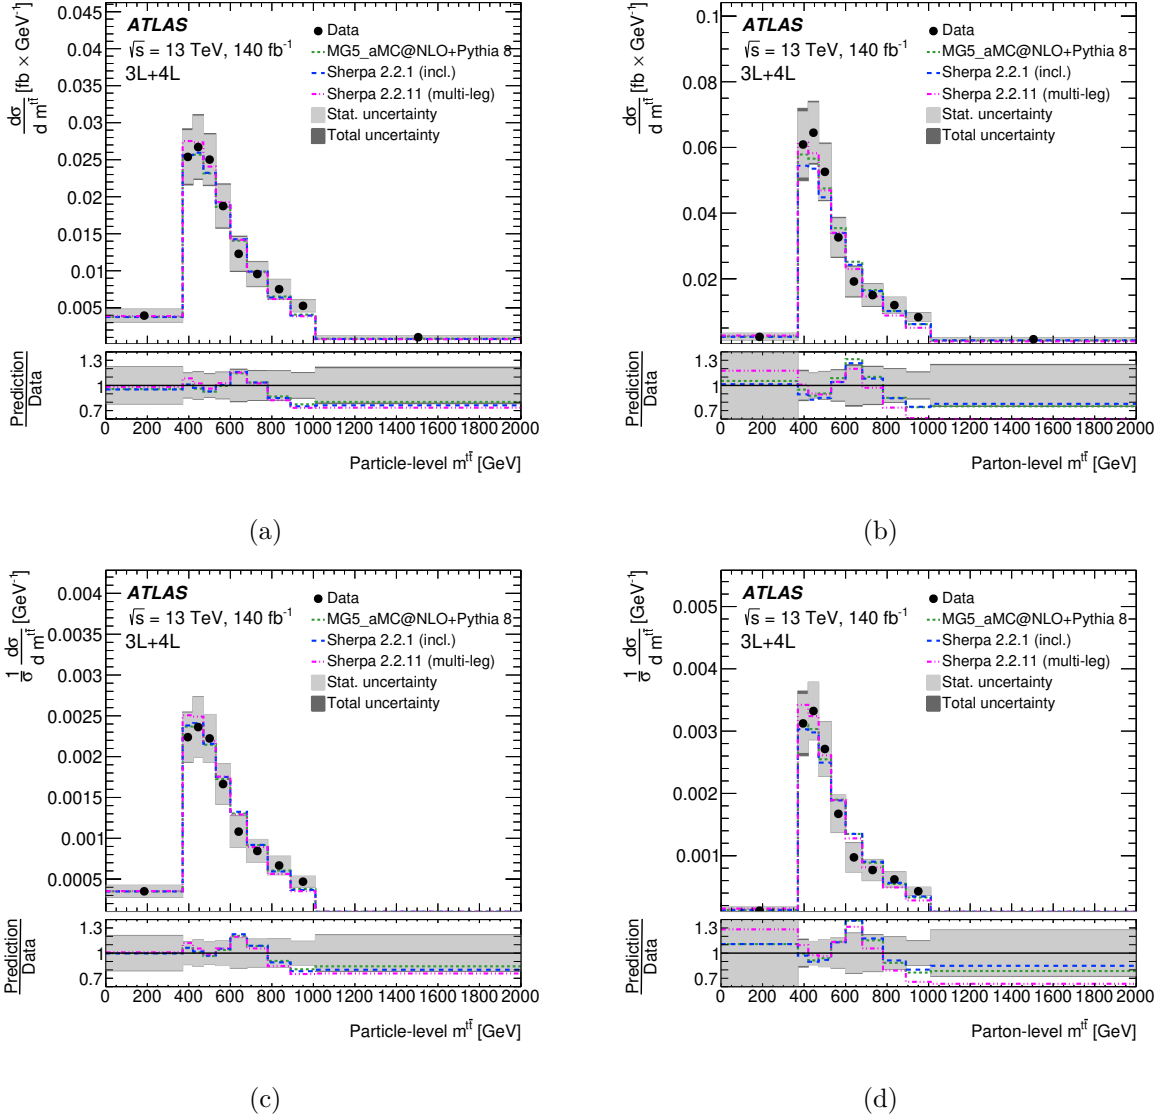 ATLAS
√s = 13 TeV, 140 fb⁻¹
3L+4L
Data
MG5_aMC@NLO+Pythia 8
Sherpa 2.2.1 (incl.)
Sherpa 2.2.11 (multi-leg)
Stat. uncertainty
Total uncertainty
dσ / d m^{tt̄} [fb × GeV⁻¹]
0.045
0.04
0.035
0.03
0.025
0.02
0.015
0.01
0.005
Prediction / Data
1.3
1
0.7
0 200 400 600 800 1000 1200 1400 1600 1800 2000
Particle-level m^{tt̄} [GeV]
(a)
ATLAS
√s = 13 TeV, 140 fb⁻¹
3L+4L
Data
MG5_aMC@NLO+Pythia 8
Sherpa 2.2.1 (incl.)
Sherpa 2.2.11 (multi-leg)
Stat. uncertainty
Total uncertainty
dσ / d m^{tt̄} [fb × GeV⁻¹]
0.1
0.08
0.06
0.04
0.02
Prediction / Data
1.3
1
0.7
0 200 400 600 800 1000 1200 1400 1600 1800 2000
Parton-level m^{tt̄} [GeV]
(b)
ATLAS
√s = 13 TeV, 140 fb⁻¹
3L+4L
Data
MG5_aMC@NLO+Pythia 8
Sherpa 2.2.1 (incl.)
Sherpa 2.2.11 (multi-leg)
Stat. uncertainty
Total uncertainty
1/σ dσ / d m^{tt̄} [GeV⁻¹]
0.004
0.0035
0.003
0.0025
0.002
0.0015
0.001
0.0005
Prediction / Data
1.3
1
0.7
0 200 400 600 800 1000 1200 1400 1600 1800 2000
Particle-level m^{tt̄} [GeV]
(c)
ATLAS
√s = 13 TeV, 140 fb⁻¹
3L+4L
Data
MG5_aMC@NLO+Pythia 8
Sherpa 2.2.1 (incl.)
Sherpa 2.2.11 (multi-leg)
Stat. uncertainty
Total uncertainty
1/σ dσ / d m^{tt̄} [GeV⁻¹]
0.005
0.004
0.003
0.002
0.001
Prediction / Data
1.3
1
0.7
0 200 400 600 800 1000 1200 1400 1600 1800 2000
Parton-level m^{tt̄} [GeV]
(d)